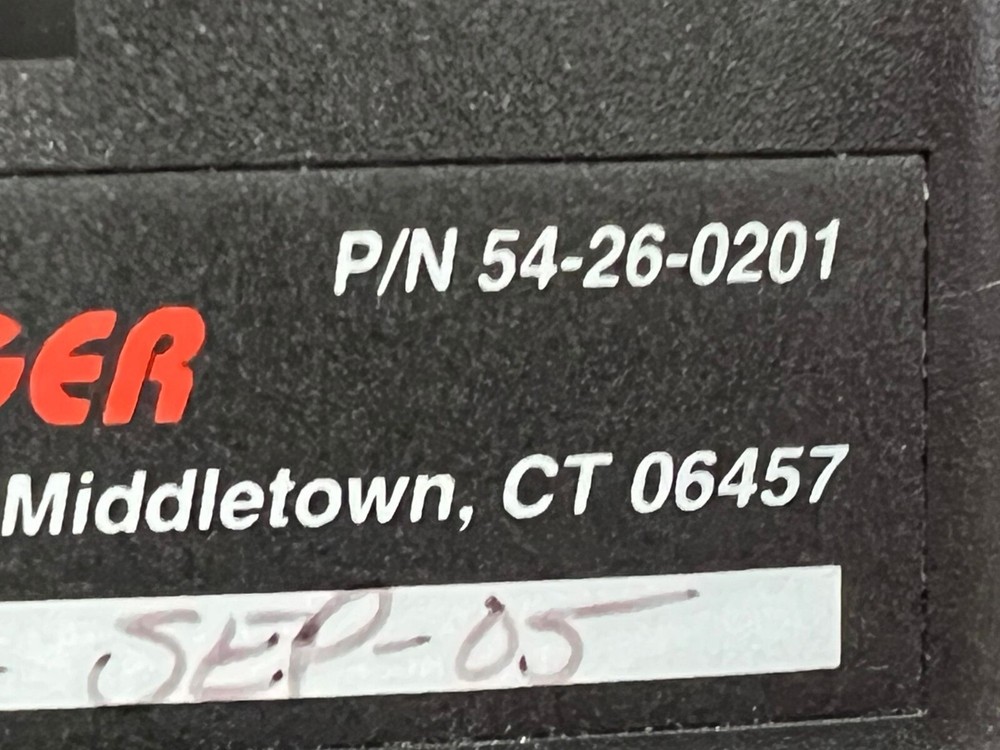 P/N 54-26-0201
GER
Middletown, CT 06457
- SEP-05